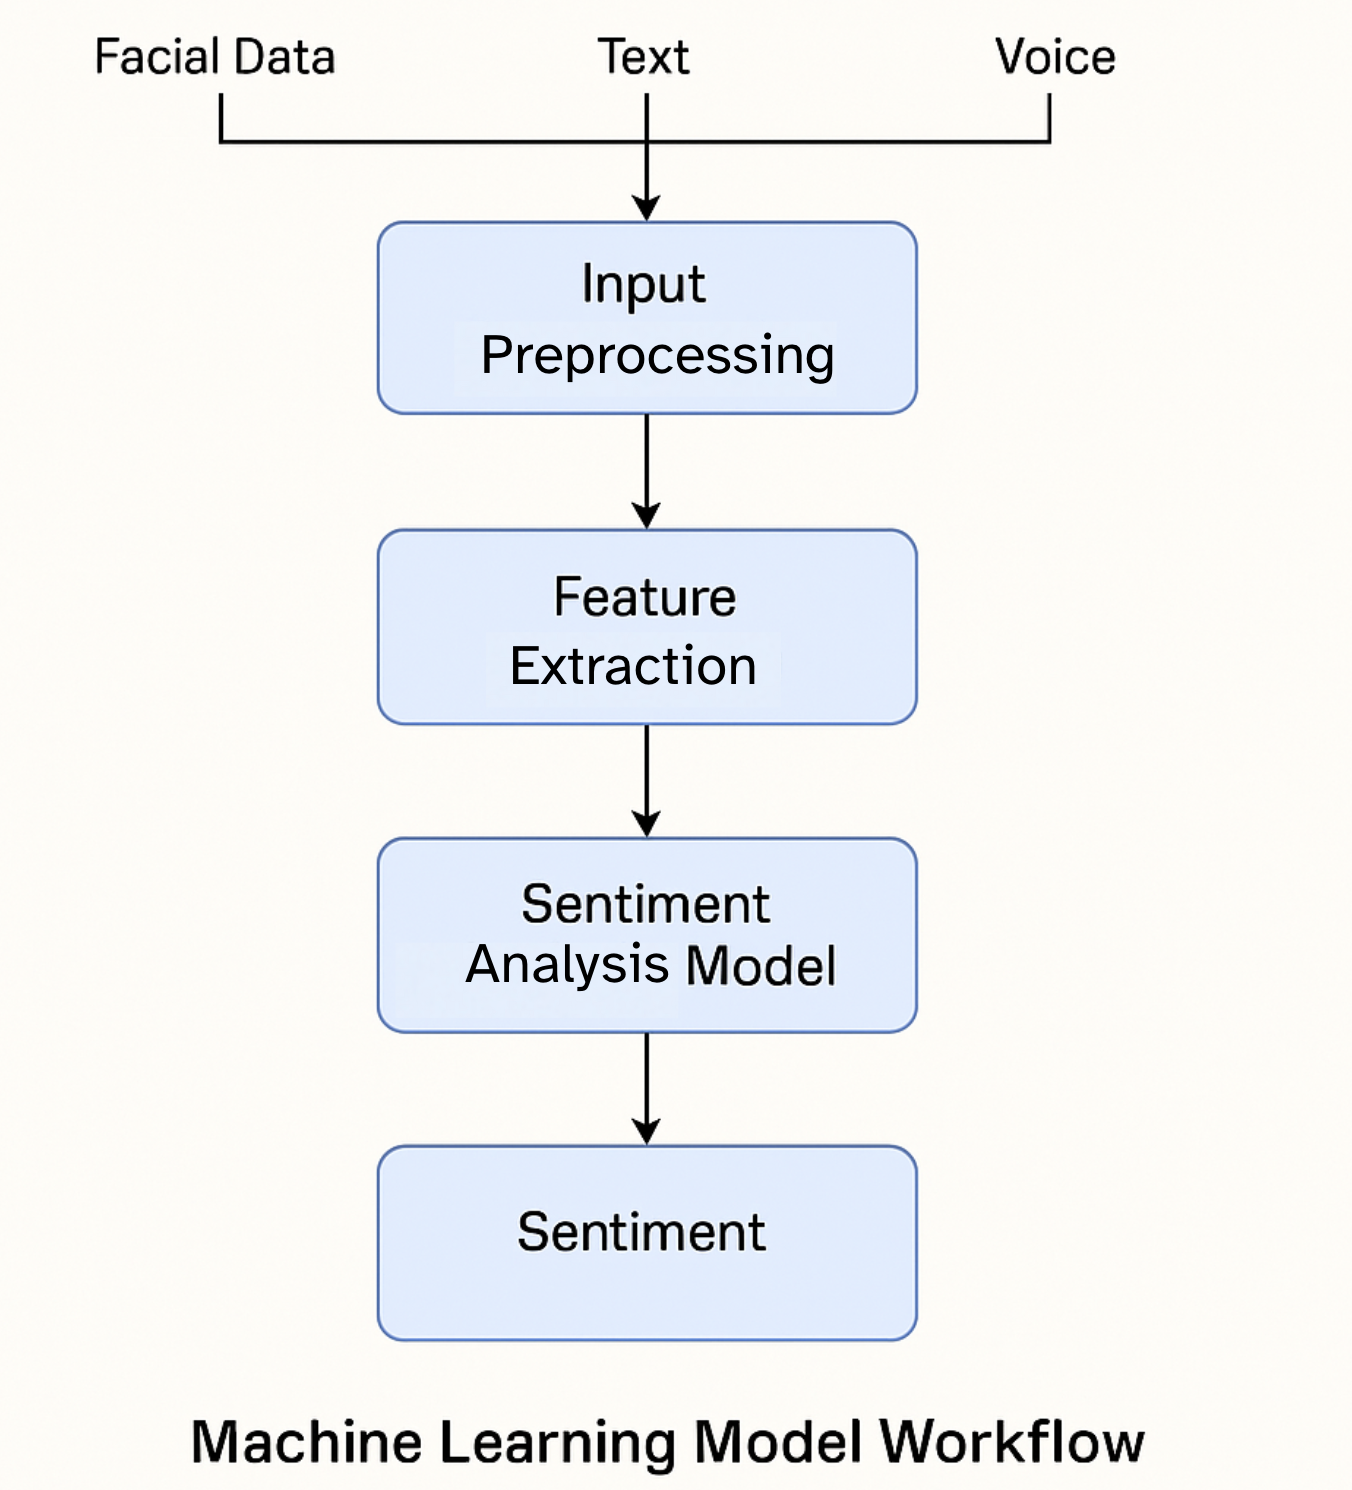 Facial Data Text Voice
Input
Preprocessing
Feature
Extraction
Sentiment
Analysis Model
Sentiment
Machine Learning Model Workflow